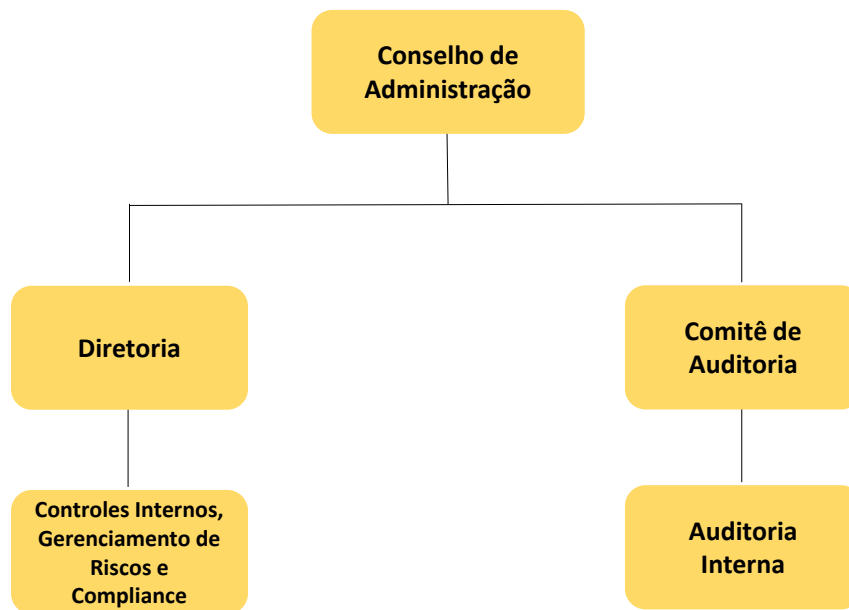 Conselho de
Administração
Diretoria
Comitê de
Auditoria
Controles Internos,
Gerenciamento de
Riscos e
Compliance
Auditoria
Interna